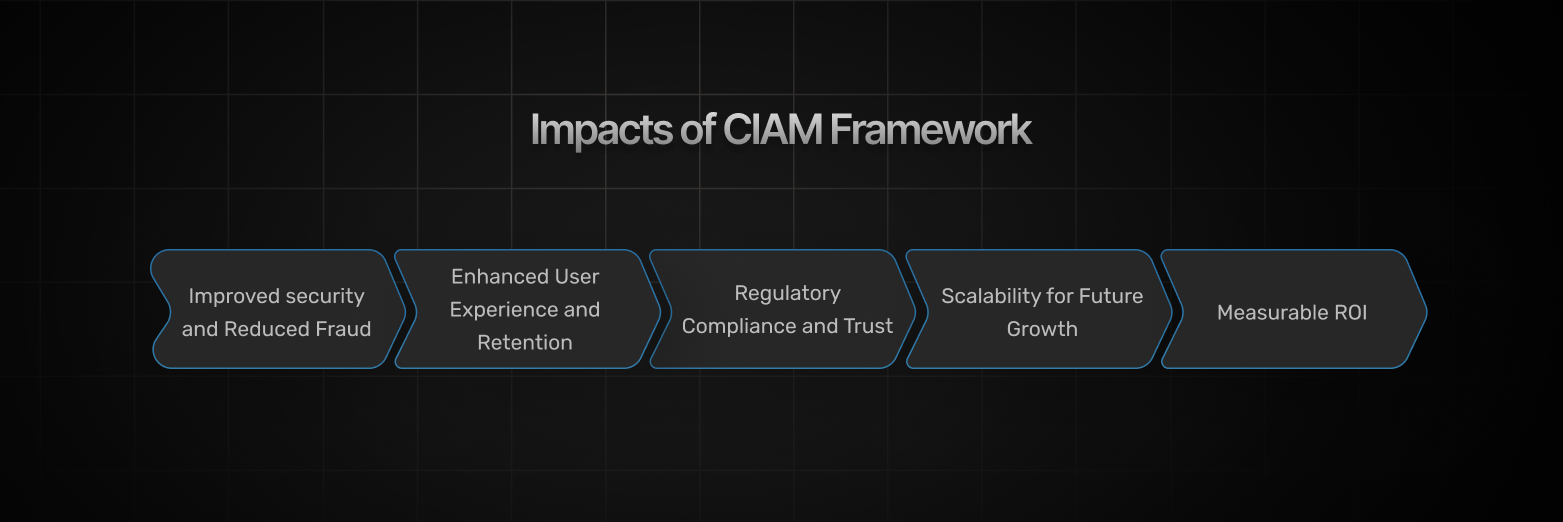 Impacts of CIAM Framework
Improved security
and Reduced Fraud
Enhanced User
Experience and
Retention
Regulatory
Compliance and Trust
Scalability for Future
Growth
Measurable ROI